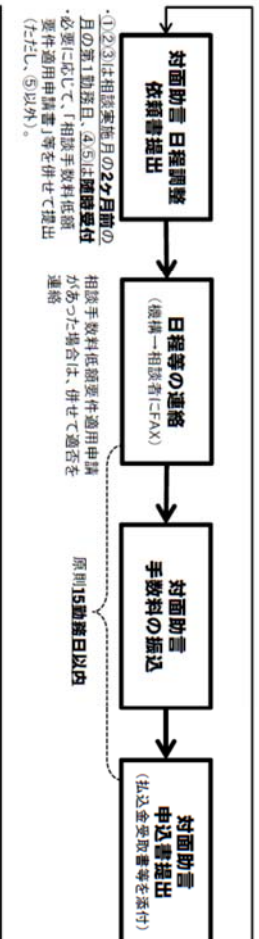 対面助言 日程調整
依頼書提出
・①②③は相談実施月の2ケ月前の
月の第1勤務日、④⑤は随時受付
・必要に応じて、「相談手数料低額
要件適用申請書」等を併せて提出
（ただし、⑤以外）。
日程等の連絡
（機構→相談者にFAX）
相談手数料低額要件適用申請
があった場合は、併せて適否を
連絡
対面助言
手数料の振込
原則15勤務日以内
対面助言
申込書提出
（払込金受取書等を添付）